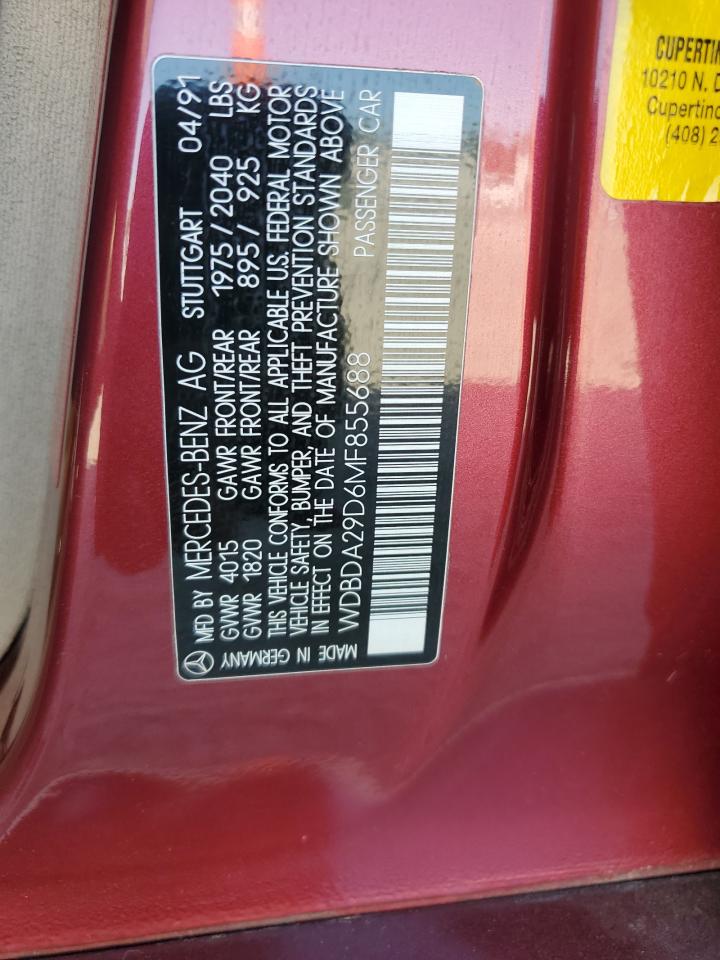 MFD BY MERCEDES-BENZ AG STUTTGART 04/91
GVWR 4015 GAWR FRONT/REAR 1975/2040 LBS
GVWR 1820 GAWR FRONT/REAR 895/ 925 KG
THIS VEHICLE CONFORMS TO ALL APPLICABLE U.S. FEDERAL MOTOR
VEHICLE SAFETY, BUMPER, AND THEFT PREVENTION STANDARDS
IN EFFECT ON THE DATE OF MANUFACTURE SHOWN ABOVE
MADE IN GERMANY
WDBDA29D6MF855688 PASSENGER CAR
10210 N.
Cupertino
(408)